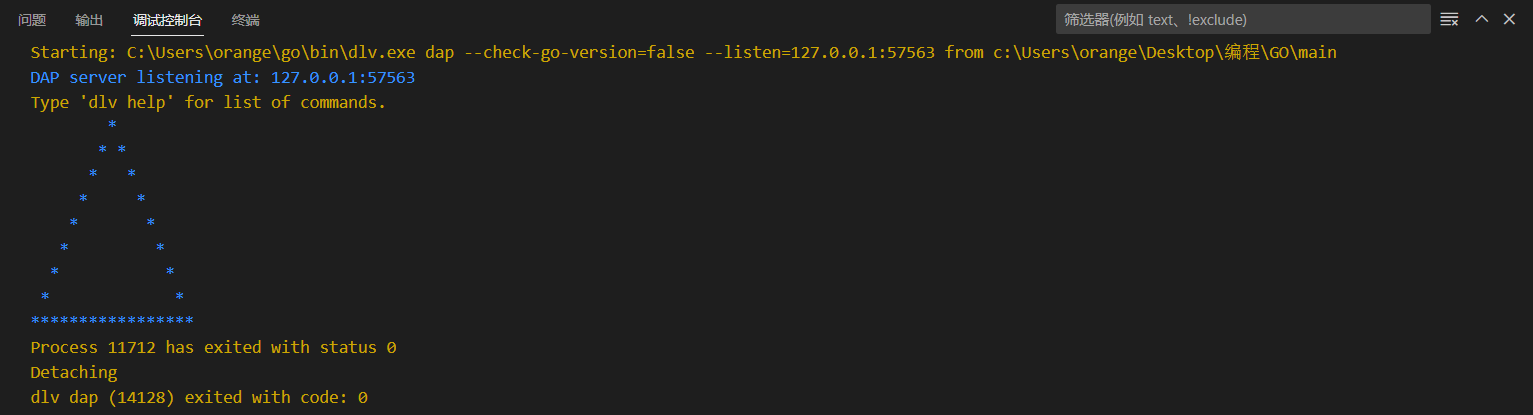 问题 输出 调试控制台 终端 筛选器(例如 text、!exclude)
Starting: C:\Users\orange\go\bin\dlv.exe dap --check-go-version=false --listen=127.0.0.1:57563 from c:\Users\orange\Desktop\编程\GO\main
DAP server listening at: 127.0.0.1:57563
Type 'dlv help' for list of commands.
        *
       * *
      *   *
     *     *
    *       *
   *         *
  *           *
 *             *
*****************
Process 11712 has exited with status 0
Detaching
dlv dap (14128) exited with code: 0